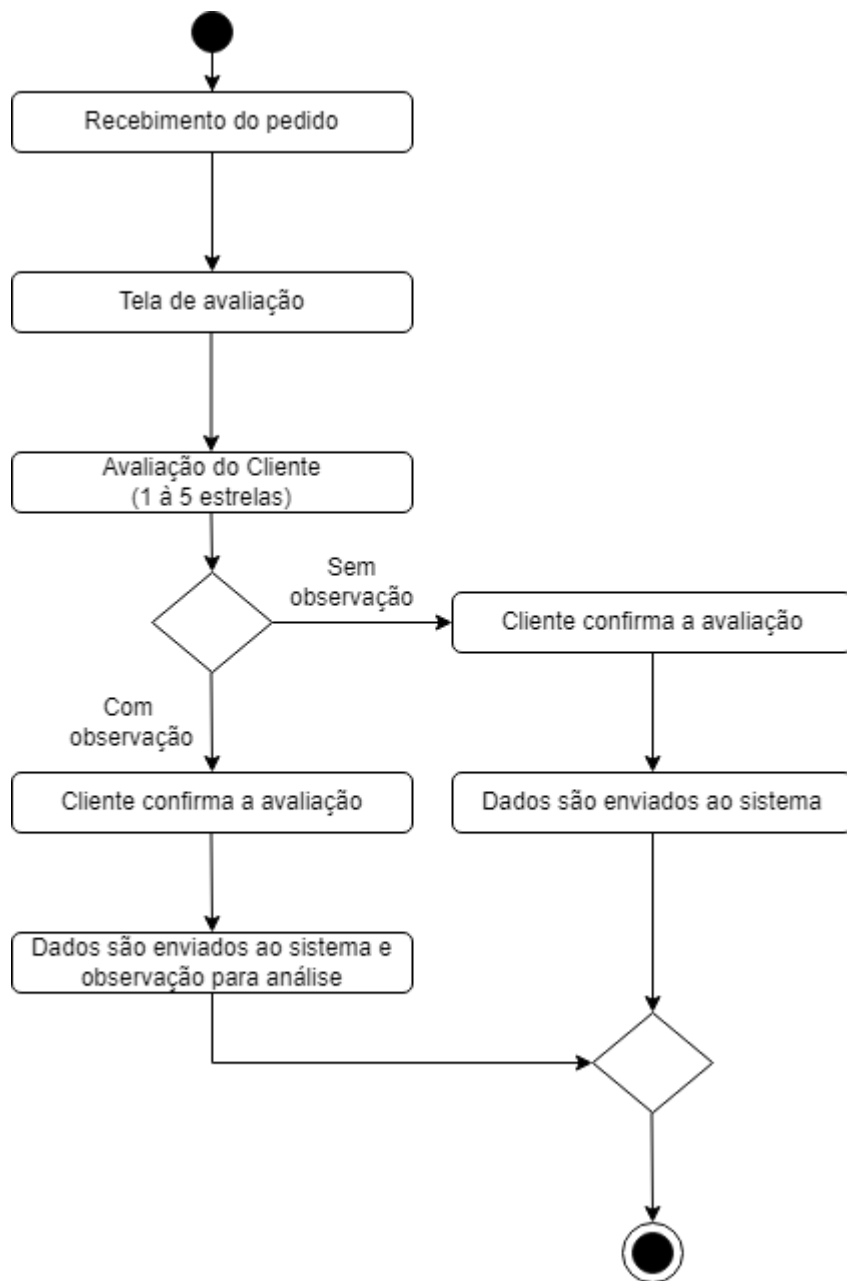 Recebimento do pedido
Tela de avaliação
Avaliação do Cliente
(1 à 5 estrelas)
Sem
observação
Cliente confirma a avaliação
Com
observação
Cliente confirma a avaliação
Dados são enviados ao sistema
Dados são enviados ao sistema e
observação para análise